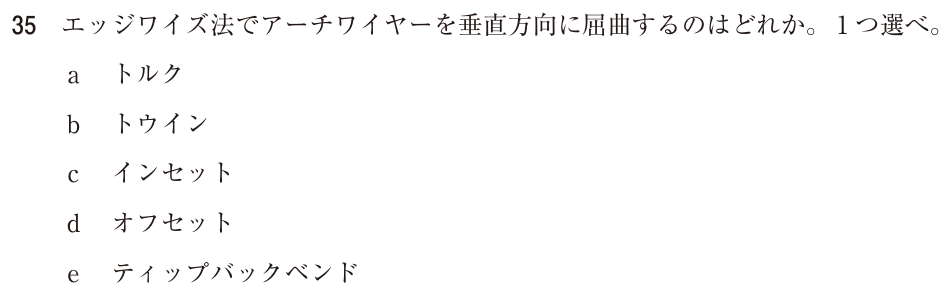 35 エッジワイズ法でアーチワイヤーを垂直方向に屈曲するのはどれか。1つ選べ。
a トルク
b トウイン
c インセット
d オフセット
e ティップバックベンド